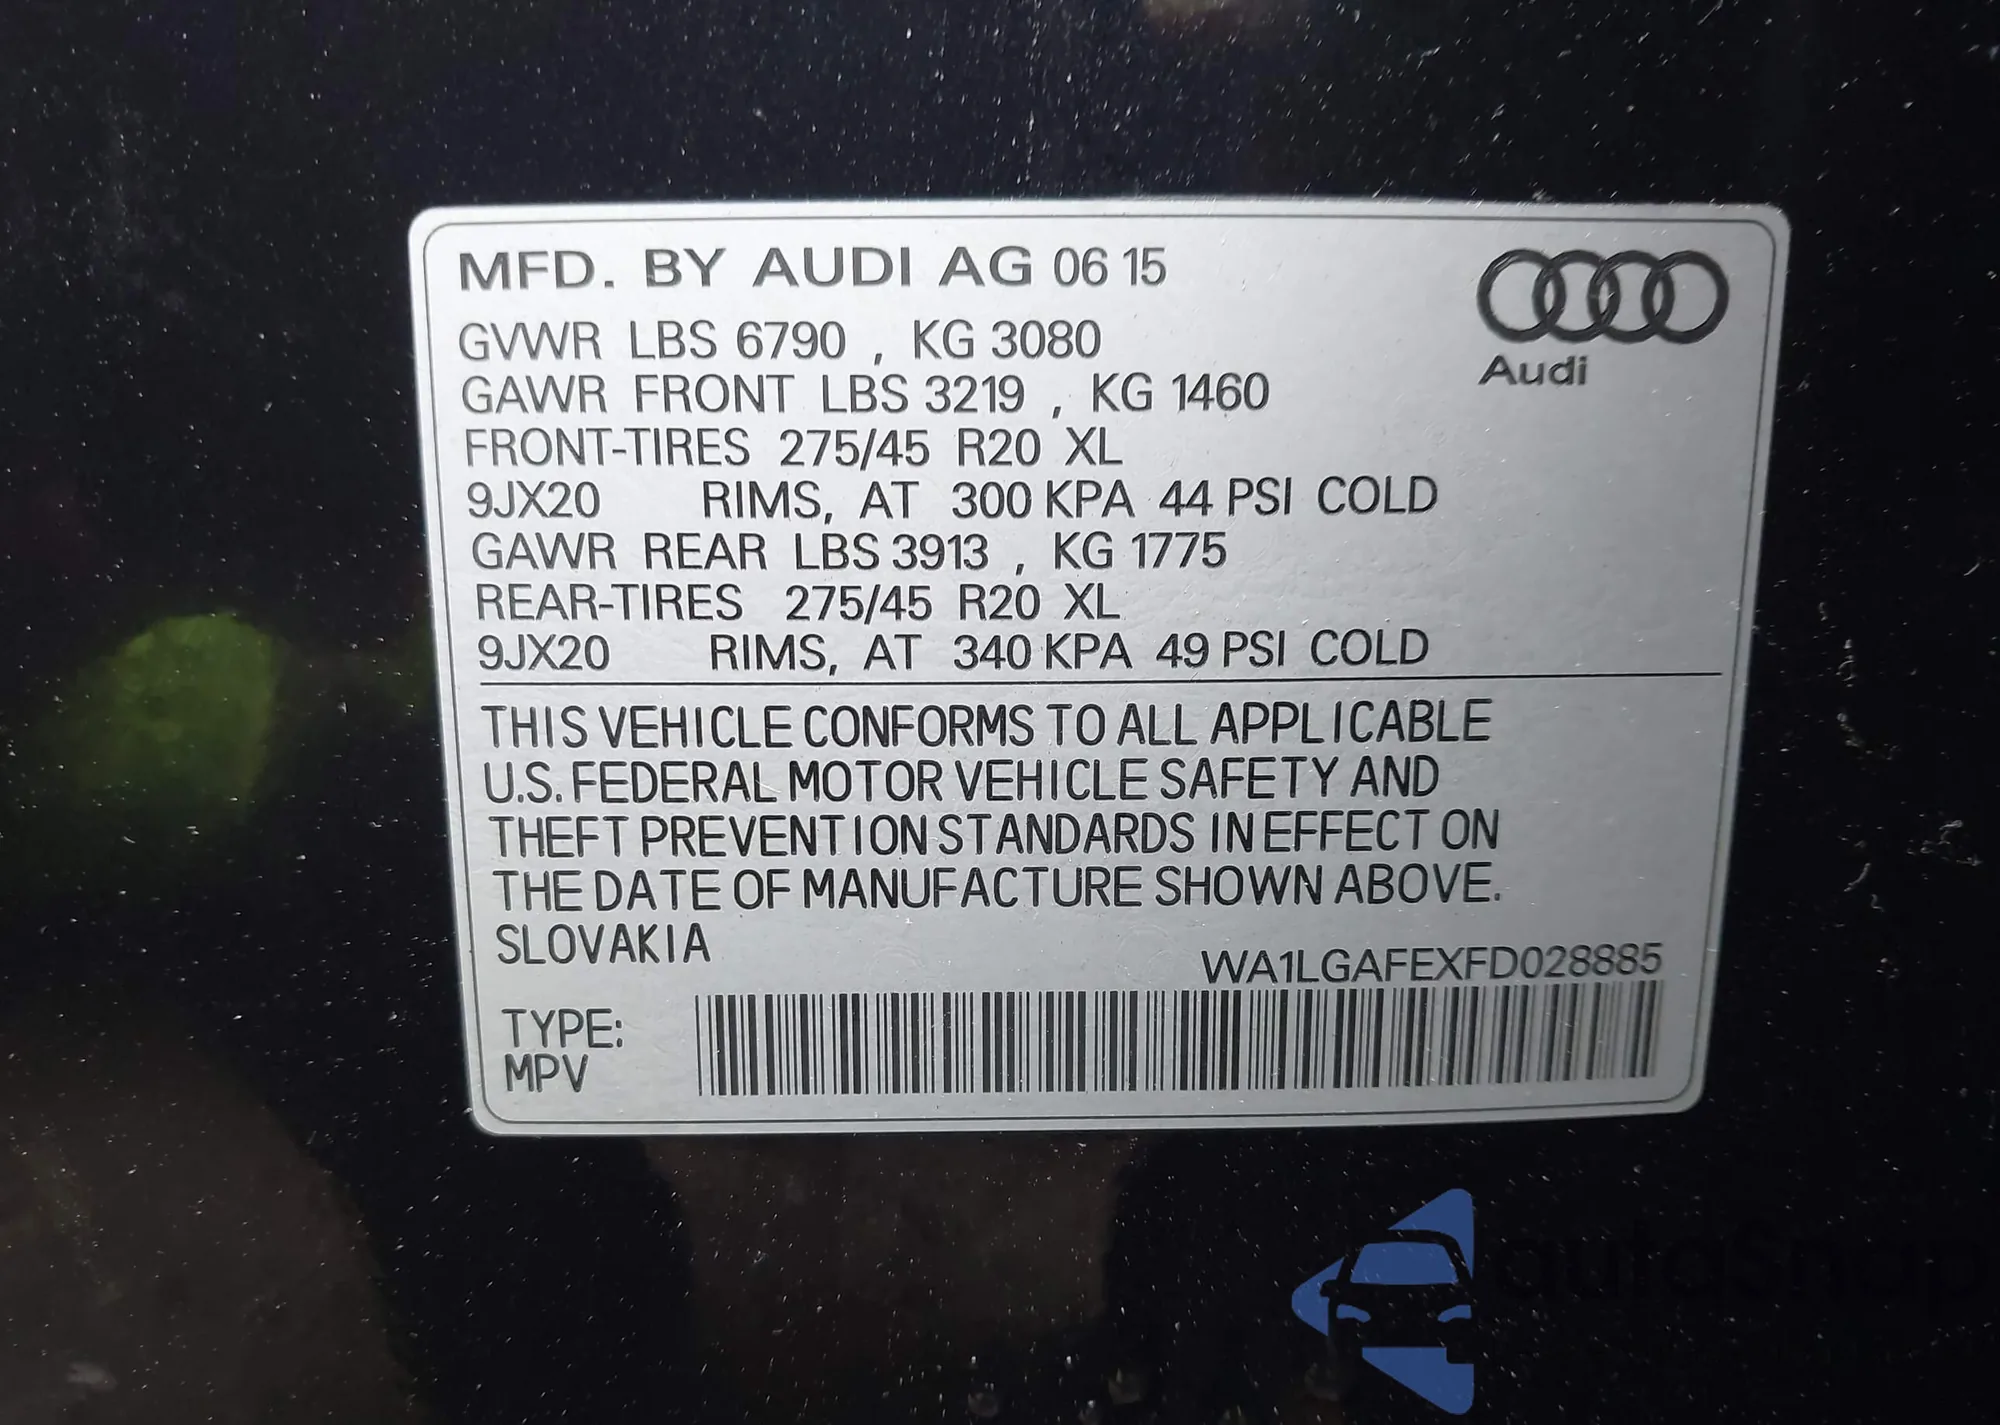 MFD. BY AUDI AG 06 15
Audi
GVWR LBS 6790 , KG 3080
GAWR FRONT LBS 3219 , KG 1460
FRONT-TIRES 275/45 R20 XL
9JX20 RIMS, AT 300 KPA 44 PSI COLD
GAWR REAR LBS 3913 , KG 1775
REAR-TIRES 275/45 R20 XL
9JX20 RIMS, AT 340 KPA 49 PSI COLD
THIS VEHICLE CONFORMS TO ALL APPLICABLE
U.S. FEDERAL MOTOR VEHICLE SAFETY AND
THEFT PREVENTION STANDARDS IN EFFECT ON
THE DATE OF MANUFACTURE SHOWN ABOVE.
SLOVAKIA
WA1LGAFEXFD028885
TYPE:
MPV